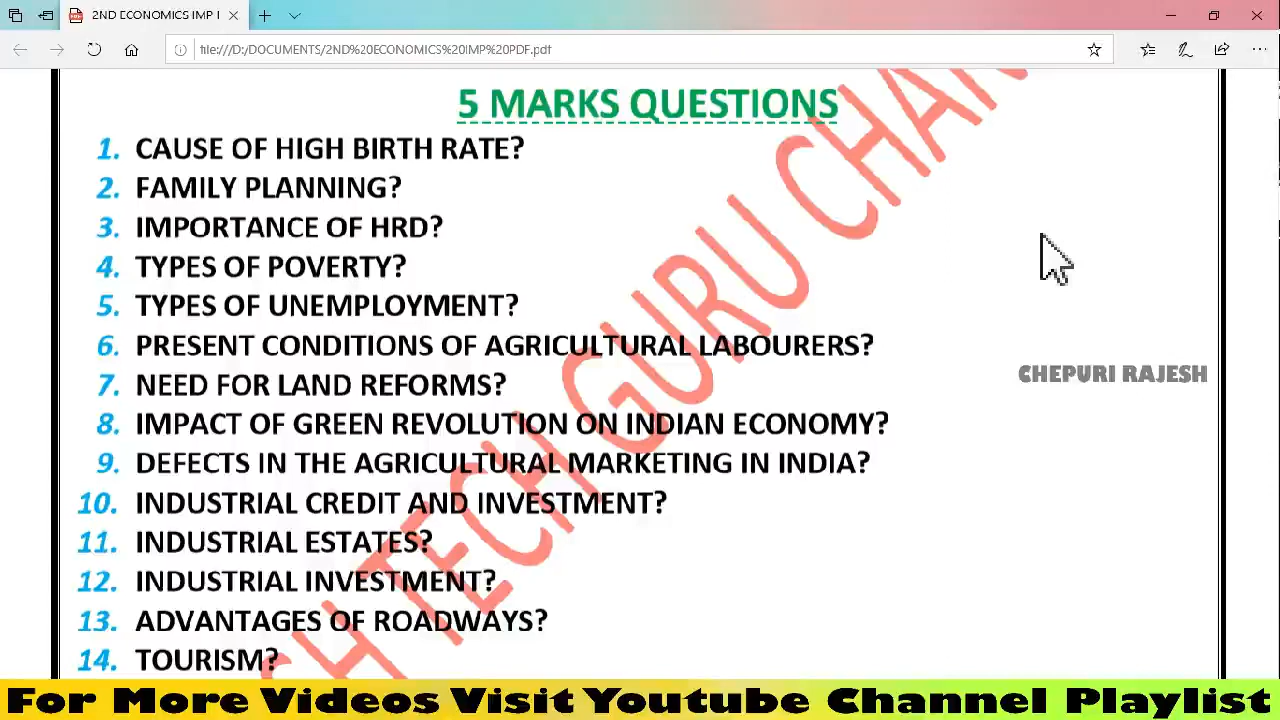 2ND ECONOMICS IMP I
file:///D:/DOCUMENTS/2ND%20ECONOMICS%20IMP%20PDF.pdf
5 MARKS QUESTIONS
1. CAUSE OF HIGH BIRTH RATE?
2. FAMILY PLANNING?
3. IMPORTANCE OF HRD?
4. TYPES OF POVERTY?
5. TYPES OF UNEMPLOYMENT?
6. PRESENT CONDITIONS OF AGRICULTURAL LABOURERS?
7. NEED FOR LAND REFORMS?
8. IMPACT OF GREEN REVOLUTION ON INDIAN ECONOMY?
9. DEFECTS IN THE AGRICULTURAL MARKETING IN INDIA?
10. INDUSTRIAL CREDIT AND INVESTMENT?
11. INDUSTRIAL ESTATES?
12. INDUSTRIAL INVESTMENT?
13. ADVANTAGES OF ROADWAYS?
14. TOURISM?
H TECH GURU CHAN
CHEPURI RAJESH
For More Videos Visit Youtube Channel Playlist